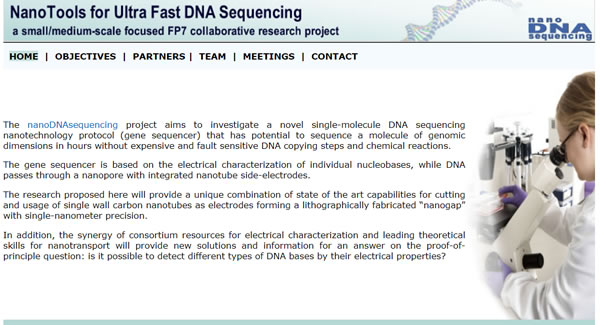 NanoTools for Ultra Fast DNA Sequencing
a small/medium-scale focused FP7 collaborative research project
nano
DNA
sequencing
HOME | OBJECTIVES | PARTNERS | TEAM | MEETINGS | CONTACT
The nanoDNAsequencing project aims to investigate a novel single-molecule DNA sequencing
nanotechnology protocol (gene sequencer) that has potential to sequence a molecule of genomic
dimensions in hours without expensive and fault sensitive DNA copying steps and chemical reactions.
The gene sequencer is based on the electrical characterization of individual nucleobases, while DNA
passes through a nanopore with integrated nanotube side-electrodes.
The research proposed here will provide a unique combination of state of the art capabilities for cutting
and usage of single wall carbon nanotubes as electrodes forming a lithographically fabricated “nanogap”
with single-nanometer precision.
In addition, the synergy of consortium resources for electrical characterization and leading theoretical
skills for nanotransport will provide new solutions and information for an answer on the proof-of-
principle question: is it possible to detect different types of DNA bases by their electrical properties?